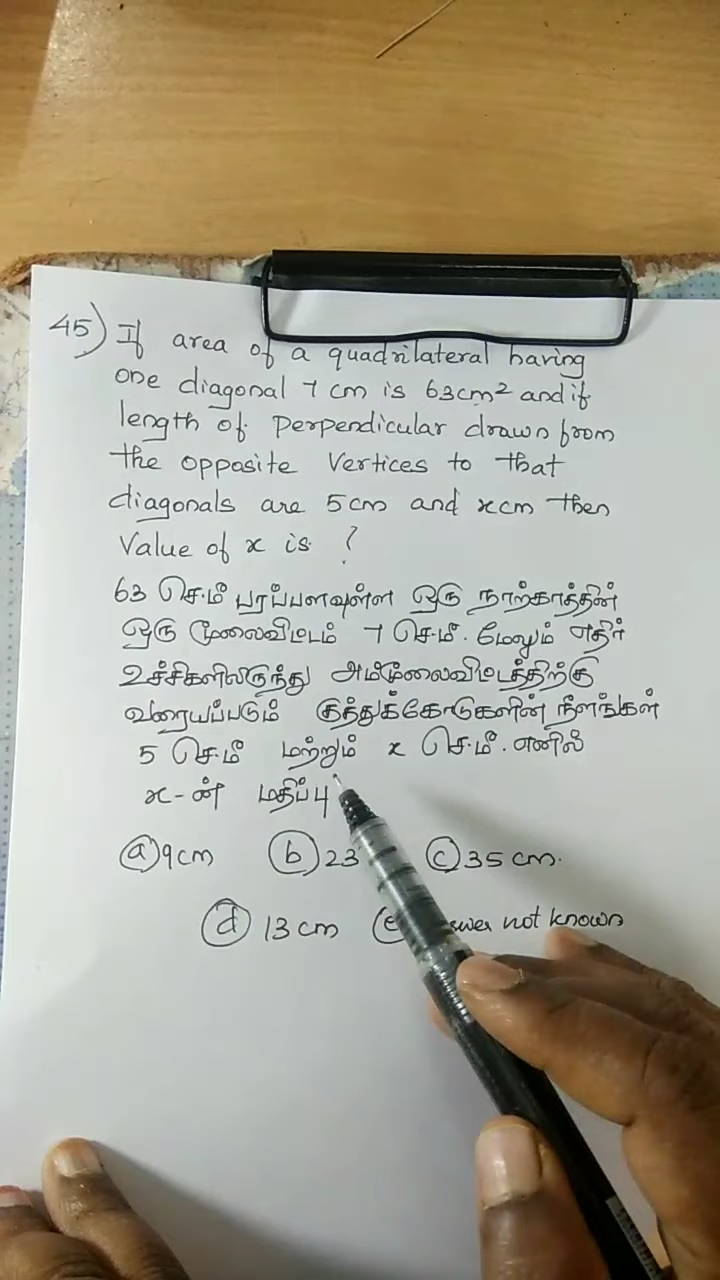 45) If area of a quadrilateral having
one diagonal 7 cm is 63cm² and if
length of perpendicular drawn from
the opposite vertices to that
diagonals are 5cm and xcm then
Value of x is ?
63 செ.மீ பரப்பளவுள்ள ஒரு நாற்காத்தின்
ஒரு மூலைவிட்டம் 7 செ.மீ. மேலும் எதிர்
உச்சிகளிலிருந்து அம்மூலைவிட்டத்திற்கு
வரையப்படும் குத்துக்கோடுகளின் நீளங்கள்
5 செ.மீ மற்றும் x செ.மீ. எனில்
x-ன் மதிப்பு
(a) 9cm (b) 23 (c) 35 cm.
(d) 13 cm (e) not known